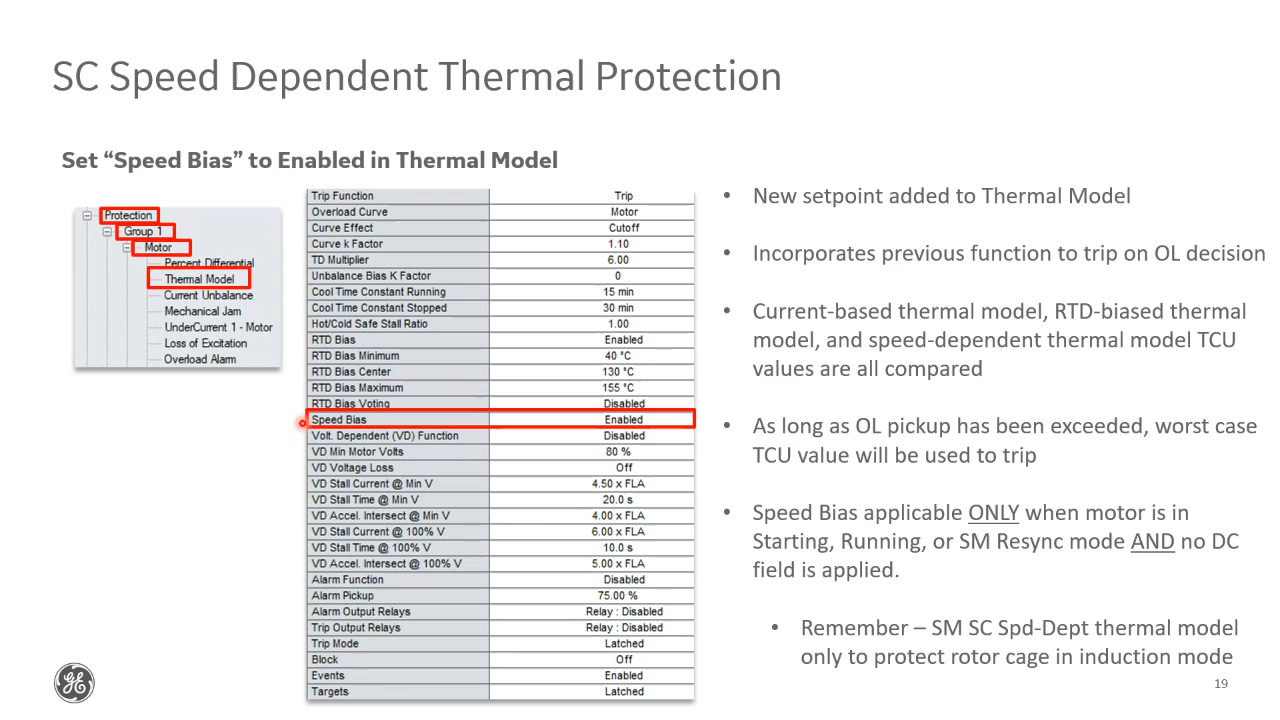 SC Speed Dependent Thermal Protection
Set “Speed Bias” to Enabled in Thermal Model
Protection
Group 1
Motor
Percent Differential
Thermal Model
Current Unbalance
Mechanical Jam
UnderCurrent 1 - Motor
Loss of Excitation
Overload Alarm
Trip Function Trip
Overload Curve Motor
Curve Effect Cutoff
Curve k Factor 1.10
TD Multiplier 6.00
Unbalance Bias K Factor 0
Cool Time Constant Running 15 min
Cool Time Constant Stopped 30 min
Hot/Cold Safe Stall Ratio 1.00
RTD Bias Enabled
RTD Bias Minimum 40 °C
RTD Bias Center 130 °C
RTD Bias Maximum 155 °C
RTD Bias Voting Disabled
Speed Bias Enabled
Volt. Dependent (VD) Function Disabled
VD Min Motor Volts 80 %
VD Voltage Loss Off
VD Stall Current @ Min V 4.50 x FLA
VD Stall Time @ Min V 20.0 s
VD Accel. Intersect @ Min V 4.00 x FLA
VD Stall Current @ 100% V 6.00 x FLA
VD Stall Time @ 100% V 10.0 s
VD Accel. Intersect @ 100% V 5.00 x FLA
Alarm Function Disabled
Alarm Pickup 75.00 %
Alarm Output Relays Relay : Disabled
Trip Output Relays Relay : Disabled
Trip Mode Latched
Block Off
Events Enabled
Targets Latched
• New setpoint added to Thermal Model
• Incorporates previous function to trip on OL decision
• Current-based thermal model, RTD-biased thermal
model, and speed-dependent thermal model TCU
values are all compared
• As long as OL pickup has been exceeded, worst case
TCU value will be used to trip
• Speed Bias applicable ONLY when motor is in
Starting, Running, or SM Resync mode AND no DC
field is applied.
• Remember – SM SC Spd-Dept thermal model
only to protect rotor cage in induction mode
GE
19